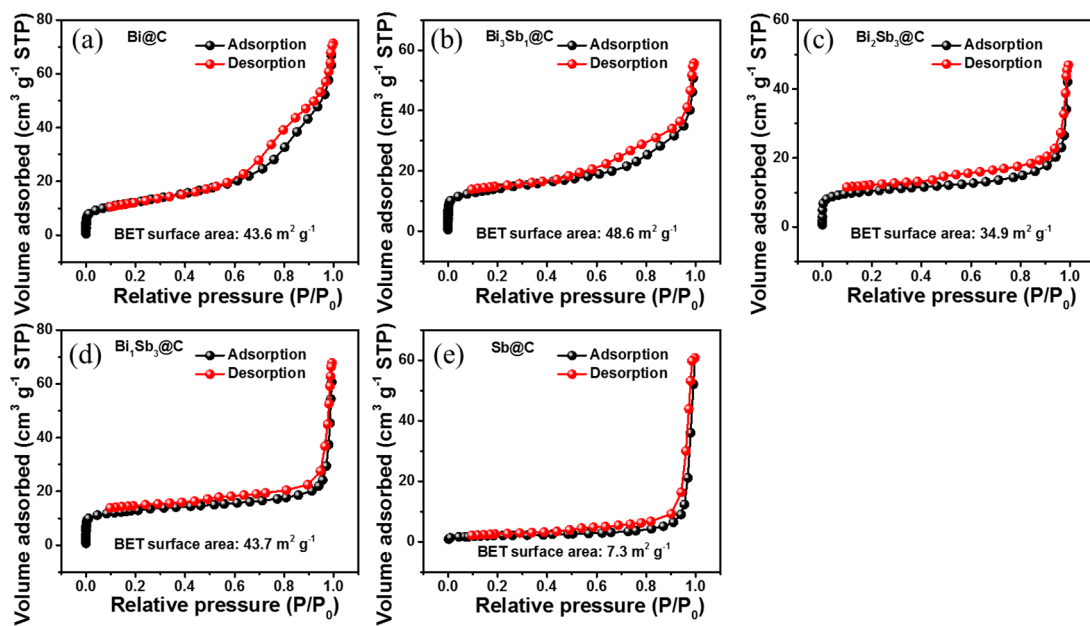 (a) Bi@C
Adsorption
Desorption
BET surface area: 43.6 m² g⁻¹
Volume adsorbed (cm³ g⁻¹ STP)
80
60
40
20
0
0.0 0.2 0.4 0.6 0.8 1.0
Relative pressure (P/P₀)
(b) Bi₃Sb₁@C
Adsorption
Desorption
BET surface area: 48.6 m² g⁻¹
Volume adsorbed (cm³ g⁻¹ STP)
60
40
20
0
0.0 0.2 0.4 0.6 0.8 1.0
Relative pressure (P/P₀)
(c) Bi₂Sb₃@C
Adsorption
Desorption
BET surface area: 34.9 m² g⁻¹
Volume adsorbed (cm³ g⁻¹ STP)
60
40
20
0
0.0 0.2 0.4 0.6 0.8 1.0
Relative pressure (P/P₀)
(d) Bi₁Sb₃@C
Adsorption
Desorption
BET surface area: 43.7 m² g⁻¹
Volume adsorbed (cm³ g⁻¹ STP)
80
60
40
20
0
0.0 0.2 0.4 0.6 0.8 1.0
Relative pressure (P/P₀)
(e) Sb@C
Adsorption
Desorption
BET surface area: 7.3 m² g⁻¹
Volume adsorbed (cm³ g⁻¹ STP)
60
40
20
0
0.0 0.2 0.4 0.6 0.8 1.0
Relative pressure (P/P₀)